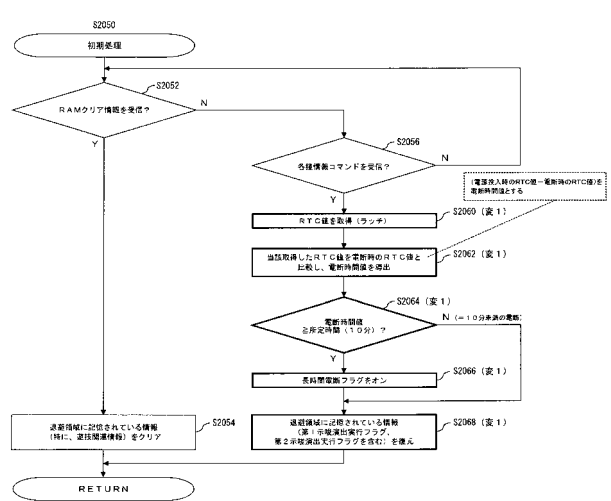 S2050
初期処理
S2052
RAMクリア情報を受信?
N
Y
S2056
各種情報コマンドを受信?
N
Y
(電源投入時のRTC値-電断時のRTC値)を
電断時間値とする
RTC値を取得(ラッチ)
S2060(変1)
当該取得したRTC値を電断時のRTC値と
比較し、電断時間値を導出
S2062(変1)
S2064(変1)
電断時間値
≧所定時間(10分)?
N(=10分未満の電断)
Y
長時間電断フラグをオン
S2066(変1)
退避領域に記憶されている情報
(特に、遊技関連情報)をクリア
S2054
退避領域に記憶されている情報
(第1示唆演出実行フラグ、
第2示唆演出実行フラグを含む)を復元
S2068(変1)
RETURN